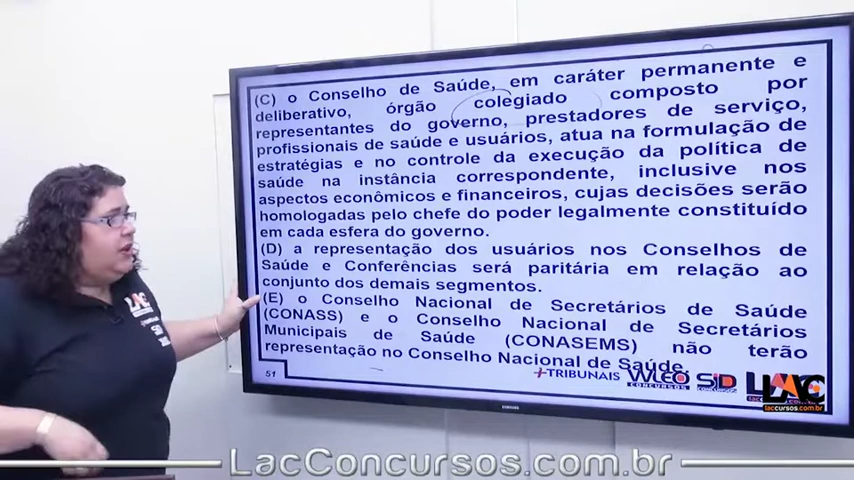 (C) o Conselho de Saúde, em caráter permanente e
deliberativo, órgão colegiado composto por
representantes do governo, prestadores de serviço,
profissionais de saúde e usuários, atua na formulação de
estratégias e no controle da execução da política de
saúde na instância correspondente, inclusive nos
aspectos econômicos e financeiros, cujas decisões serão
homologadas pelo chefe do poder legalmente constituído
em cada esfera do governo.
(D) a representação dos usuários nos Conselhos de
Saúde e Conferências será paritária em relação ao
conjunto dos demais segmentos.
(E) o Conselho Nacional de Secretários de Saúde
(CONASS) e o Conselho Nacional de Secretários
Municipais de Saúde (CONASEMS) não terão
representação no Conselho Nacional de Saúde.
51
+TRIBUNAIS WLEO CONCURSOS SD CONCURSOS LAC
LACCONCURSOS.COM.BR
LAC
SAMSUNG
LACCONCURSOS.COM.BR